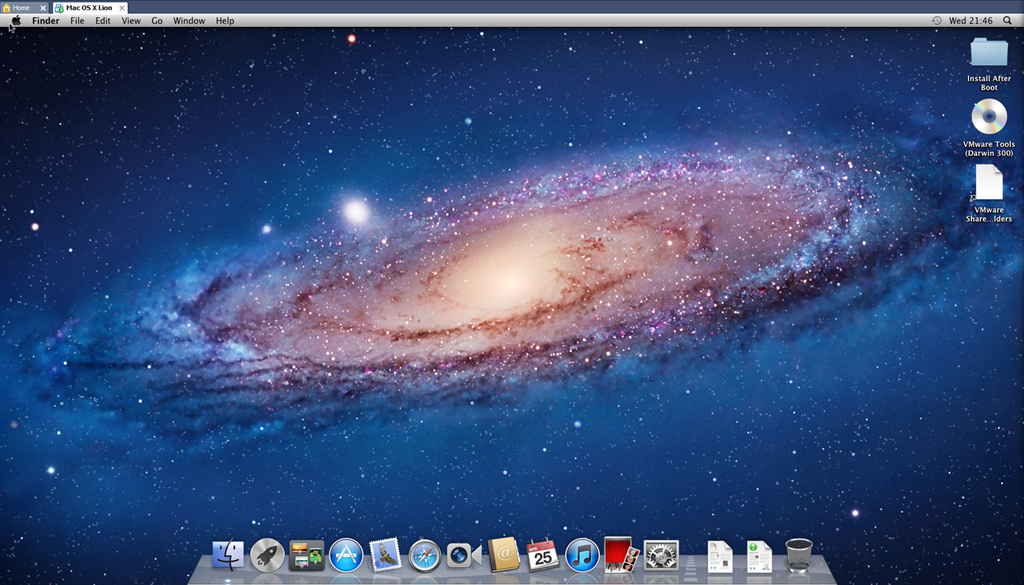 Home
Mac OS X Lion
Finder File Edit View Go Window Help
Wed 21:46
Install After
Boot
VMware Tools
(Darwin 300)
VMware
Share...lders
@
25